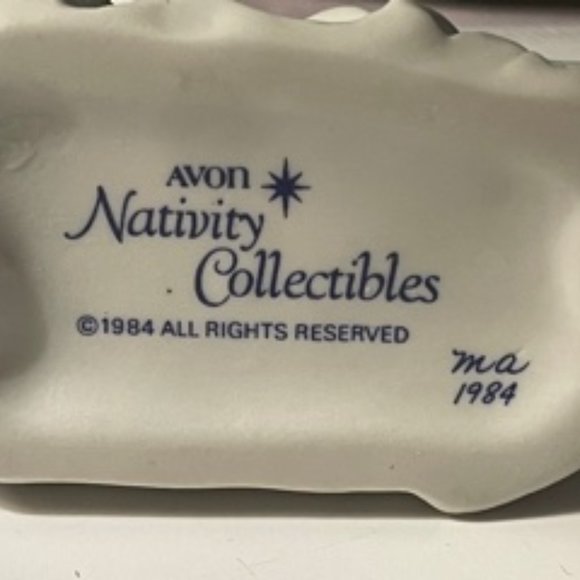 AVON
Nativity
Collectibles
©1984 ALL RIGHTS RESERVED
ma
1984